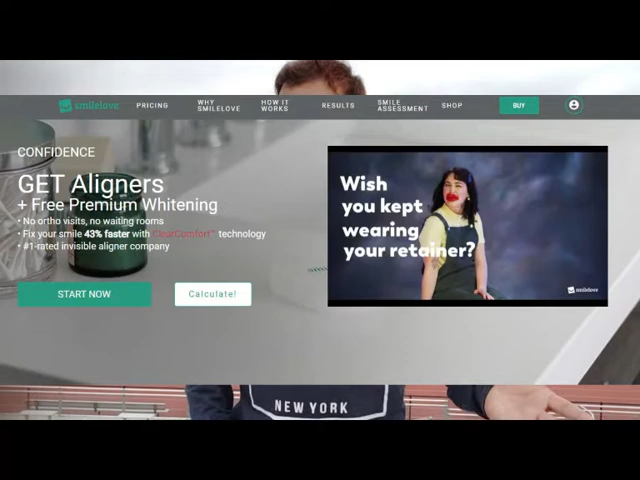 smilelove
PRICING
WHY
SMILELOVE
HOW IT
WORKS
RESULTS
SMILE
ASSESSMENT
SHOP
BUY
CONFIDENCE
GET Aligners
+ Free Premium Whitening
• No ortho visits, no waiting rooms
• Fix your smile 43% faster with ClearComfort™ technology
• #1-rated invisible aligner company
START NOW
Calculate!
Wish
you kept
wearing
your retainer?
smilelove
NEW YORK